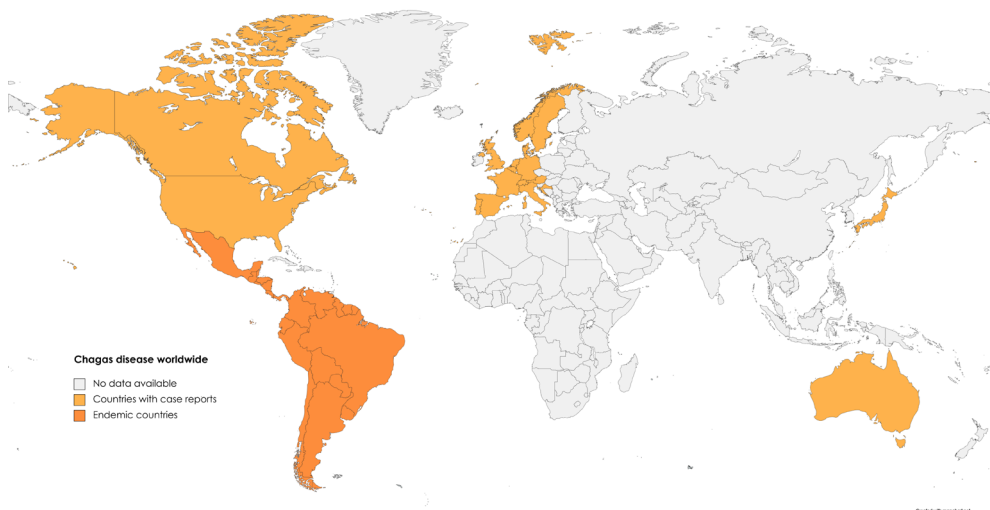 Chagas disease worldwide
No data available
Countries with case reports
Endemic countries